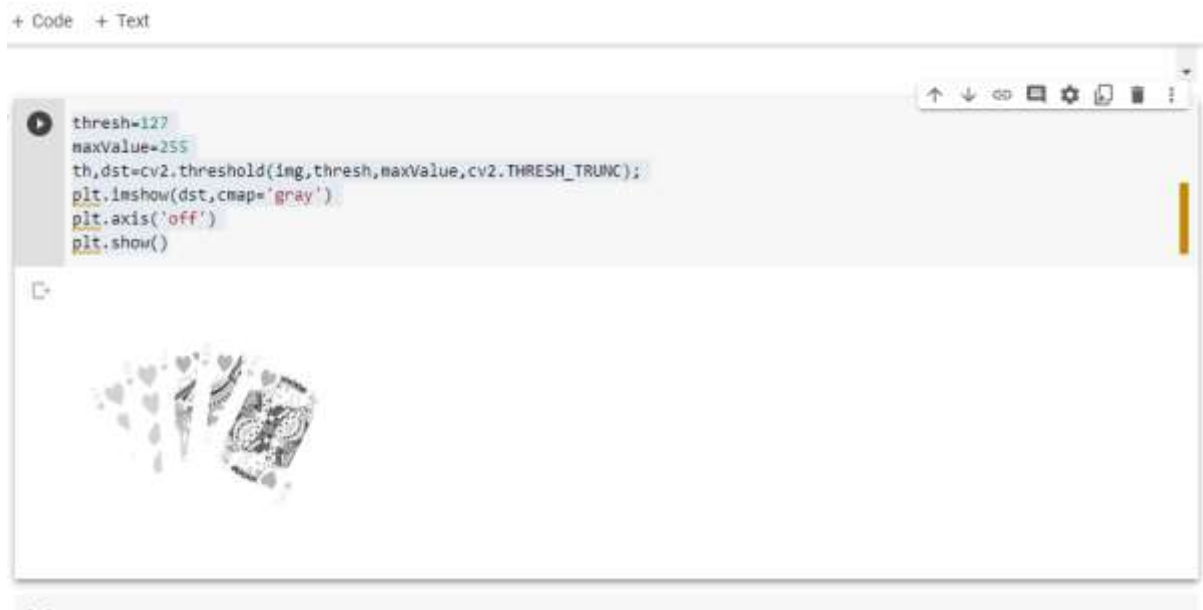 + Code + Text
thresh=127
maxValue=255
th,dst=cv2.threshold(img,thresh,maxValue,cv2.THRESH_TRUNC);
plt.imshow(dst,cmap='gray')
plt.axis('off')
plt.show()